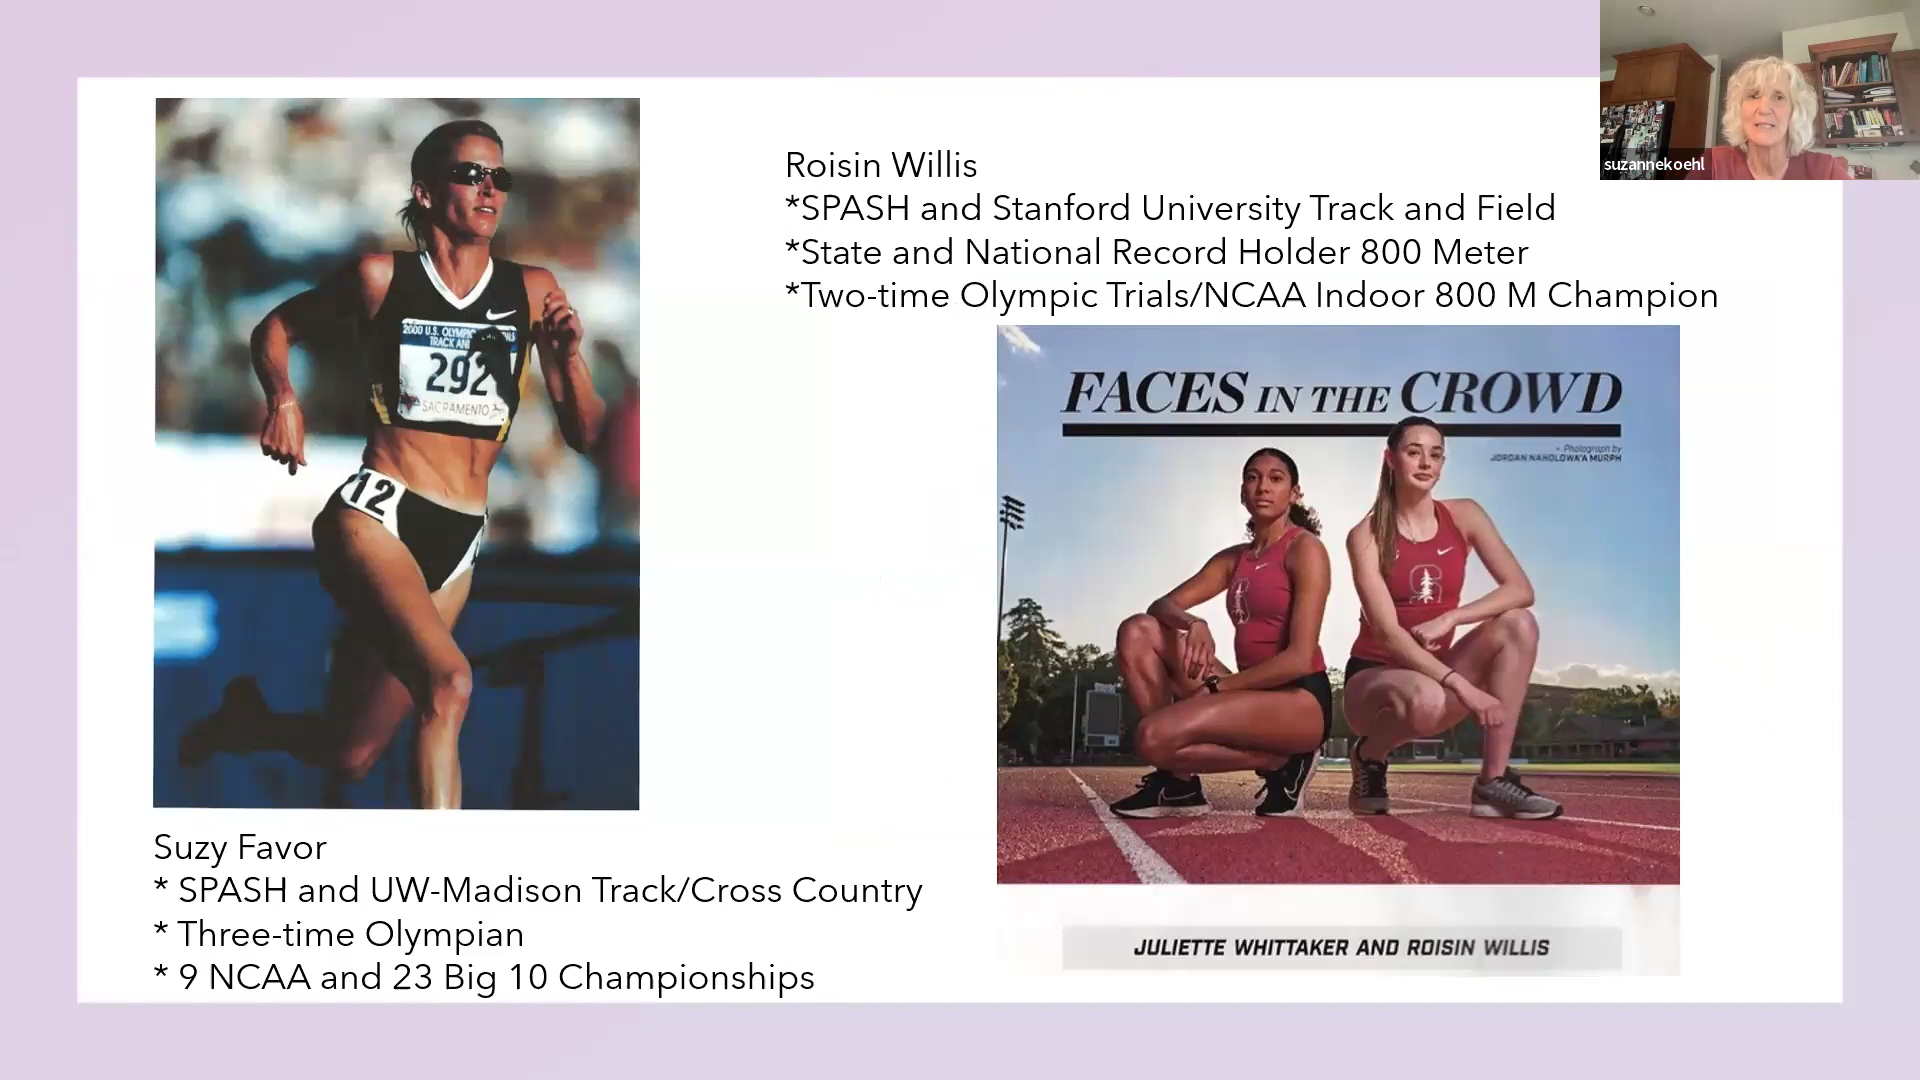 suzannekoehl
Roisin Willis
*SPASH and Stanford University Track and Field
*State and National Record Holder 800 Meter
*Two-time Olympic Trials/NCAA Indoor 800 M Champion
2000 U.S. OLYMPIC
TRACK AN
292
SACRAMENTO
12
FACES IN THE CROWD
Photograph by
JORDAN NAHOLOWA'A MURPH
S
JULIETTE WHITTAKER AND ROISIN WILLIS
Suzy Favor
* SPASH and UW-Madison Track/Cross Country
* Three-time Olympian
* 9 NCAA and 23 Big 10 Championships